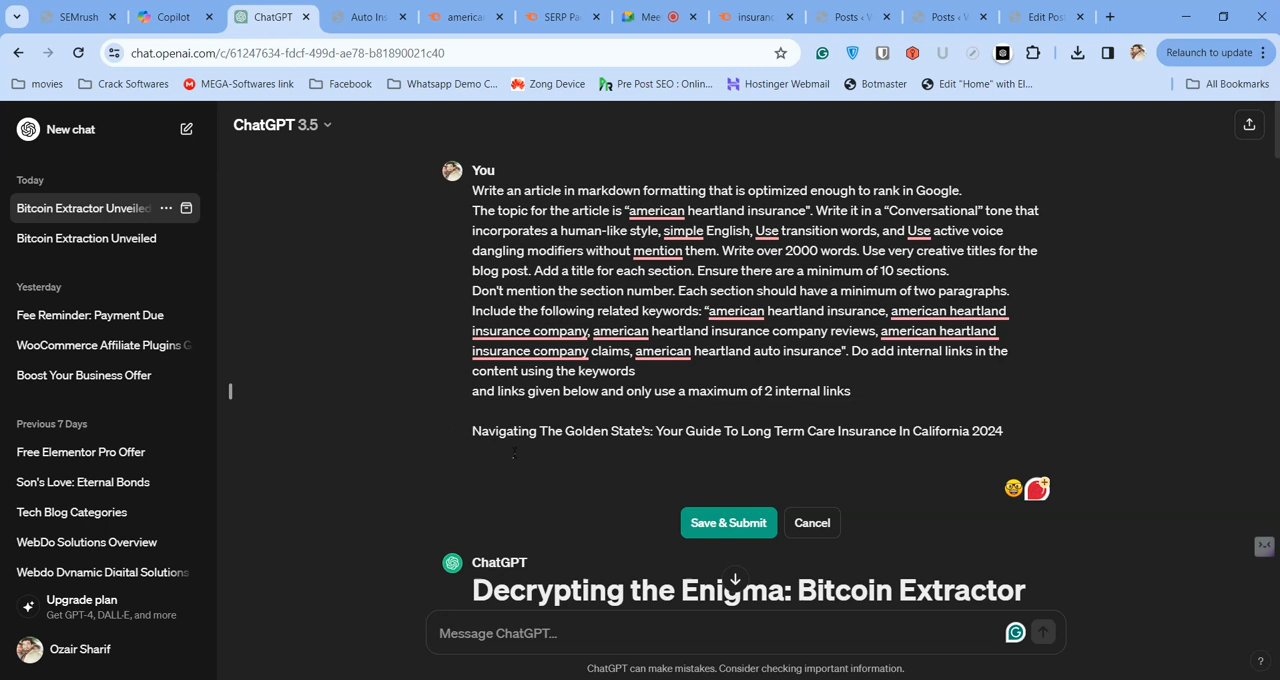 SEMrush
Copilot
ChatGPT
Auto Ins
american
SERP Pa
Mee
insuranc
Posts ‹ V
Posts ‹ W
Edit Pos
chat.openai.com/c/61247634-fdcf-499d-ae78-b81890021c40
Relaunch to update
movies
Crack Softwares
MEGA-Softwares link
Facebook
Whatsapp Demo C...
Zong Device
Pre Post SEO : Onlin...
Hostinger Webmail
Botmaster
Edit "Home" with El...
All Bookmarks
New chat
Today
Bitcoin Extractor Unveiled
Bitcoin Extraction Unveiled
Yesterday
Fee Reminder: Payment Due
WooCommerce Affiliate Plugins G
Boost Your Business Offer
Previous 7 Days
Free Elementor Pro Offer
Son's Love: Eternal Bonds
Tech Blog Categories
WebDo Solutions Overview
Webdo Dynamic Digital Solutions
Upgrade plan
Get GPT-4, DALL·E, and more
Ozair Sharif
ChatGPT 3.5
You
Write an article in markdown formatting that is optimized enough to rank in Google.
The topic for the article is “american heartland insurance". Write it in a “Conversational” tone that
incorporates a human-like style, simple English, Use transition words, and Use active voice
dangling modifiers without mention them. Write over 2000 words. Use very creative titles for the
blog post. Add a title for each section. Ensure there are a minimum of 10 sections.
Don't mention the section number. Each section should have a minimum of two paragraphs.
Include the following related keywords: “american heartland insurance, american heartland
insurance company, american heartland insurance company reviews, american heartland
insurance company claims, american heartland auto insurance". Do add internal links in the
content using the keywords
and links given below and only use a maximum of 2 internal links
Navigating The Golden State’s: Your Guide To Long Term Care Insurance In California 2024
Save & Submit
Cancel
ChatGPT
Decrypting the Enigma: Bitcoin Extractor
Message ChatGPT...
ChatGPT can make mistakes. Consider checking important information.
?